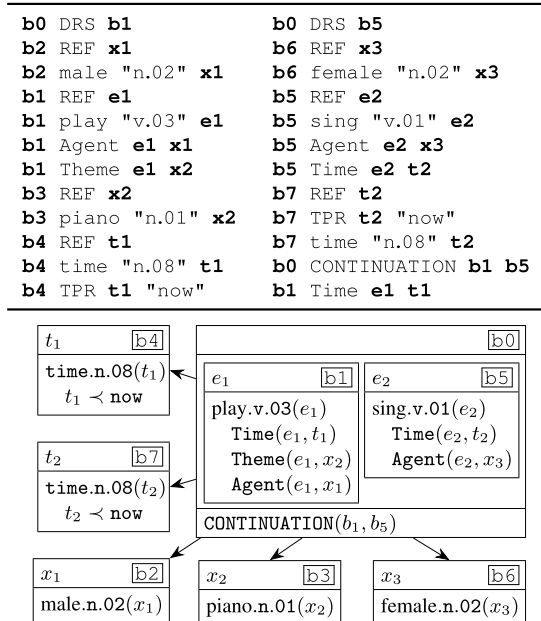 b0 DRS b1 b0 DRS b5
b2 REF x1 b6 REF x3
b2 male "n.02" x1 b6 female "n.02" x3
b1 REF e1 b5 REF e2
b1 play "v.03" e1 b5 sing "v.01" e2
b1 Agent e1 x1 b5 Agent e2 x3
b1 Theme e1 x2 b5 Time e2 t2
b3 REF x2 b7 REF t2
b3 piano "n.01" x2 b7 TPR t2 "now"
b4 REF t1 b7 time "n.08" t2
b4 time "n.08" t1 b0 CONTINUATION b1 b5
b4 TPR t1 "now" b1 Time e1 t1
t₁ b4
time.n.08(t₁)
t₁ ≺ now
t₂ b7
time.n.08(t₂)
t₂ ≺ now
b0
e₁ b1
play.v.03(e₁)
Time(e₁, t₁)
Theme(e₁, x₂)
Agent(e₁, x₁)
e₂ b5
sing.v.01(e₂)
Time(e₂, t₂)
Agent(e₂, x₃)
CONTINUATION(b₁, b₅)
x₁ b2
male.n.02(x₁)
x₂ b3
piano.n.01(x₂)
x₃ b6
female.n.02(x₃)